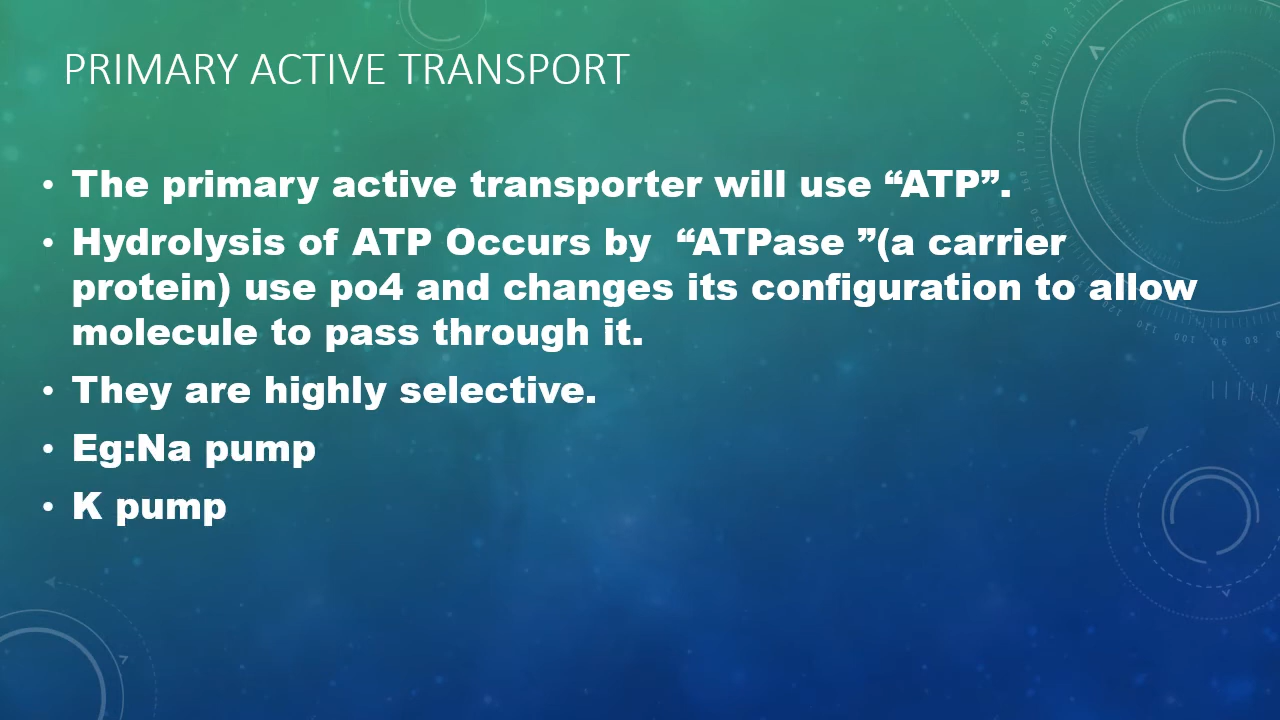 PRIMARY ACTIVE TRANSPORT
• The primary active transporter will use “ATP”.
• Hydrolysis of ATP Occurs by “ATPase ”(a carrier
protein) use po4 and changes its configuration to allow
molecule to pass through it.
• They are highly selective.
• Eg:Na pump
• K pump